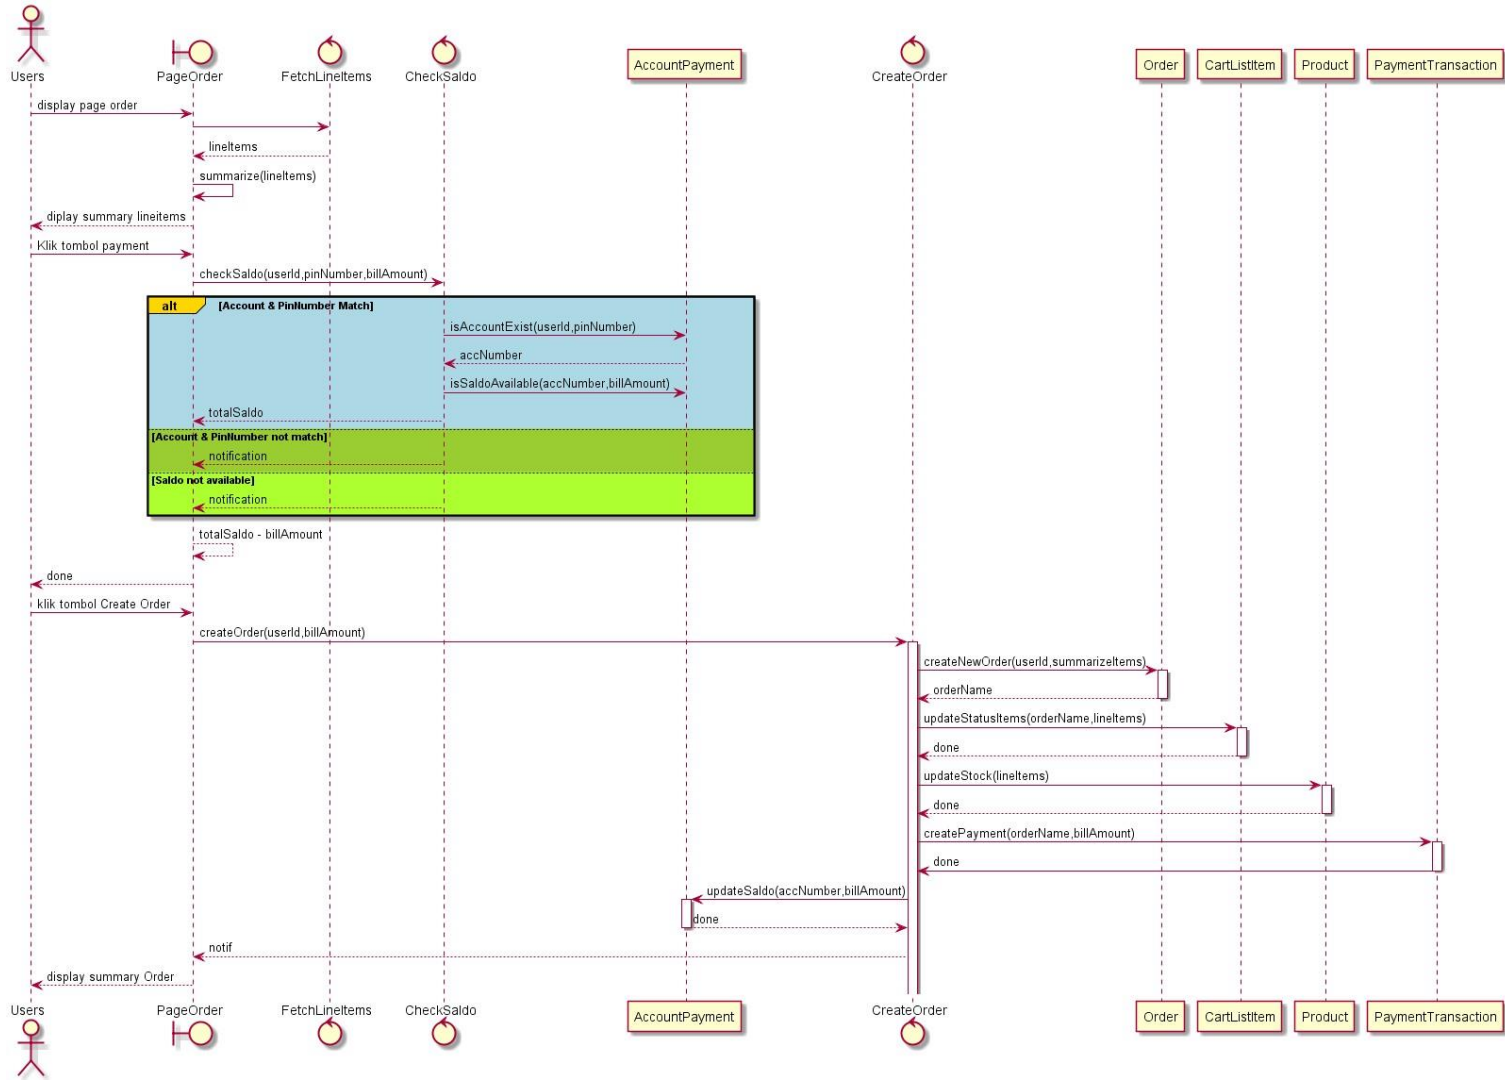 Users
PageOrder
FetchLineItems
CheckSaldo
AccountPayment
CreateOrder
Order
CartListItem
Product
PaymentTransaction
display page order
lineItems
summarize(lineItems)
diplay summary lineitems
Klik tombol payment
checkSaldo(userId,pinNumber,billAmount)
alt
[Account & PinNumber Match]
isAccountExist(userId,pinNumber)
accNumber
isSaldoAvailable(accNumber,billAmount)
totalSaldo
[Account & PinNumber not match]
notification
[Saldo not available]
notification
totalSaldo - billAmount
done
klik tombol Create Order
createOrder(userId,billAmount)
createNewOrder(userId,summarizeItems)
orderName
updateStatusItems(orderName,lineItems)
done
updateStock(lineItems)
done
createPayment(orderName,billAmount)
done
updateSaldo(accNumber,billAmount)
done
notif
display summary Order
Users
PageOrder
FetchLineItems
CheckSaldo
AccountPayment
CreateOrder
Order
CartListItem
Product
PaymentTransaction